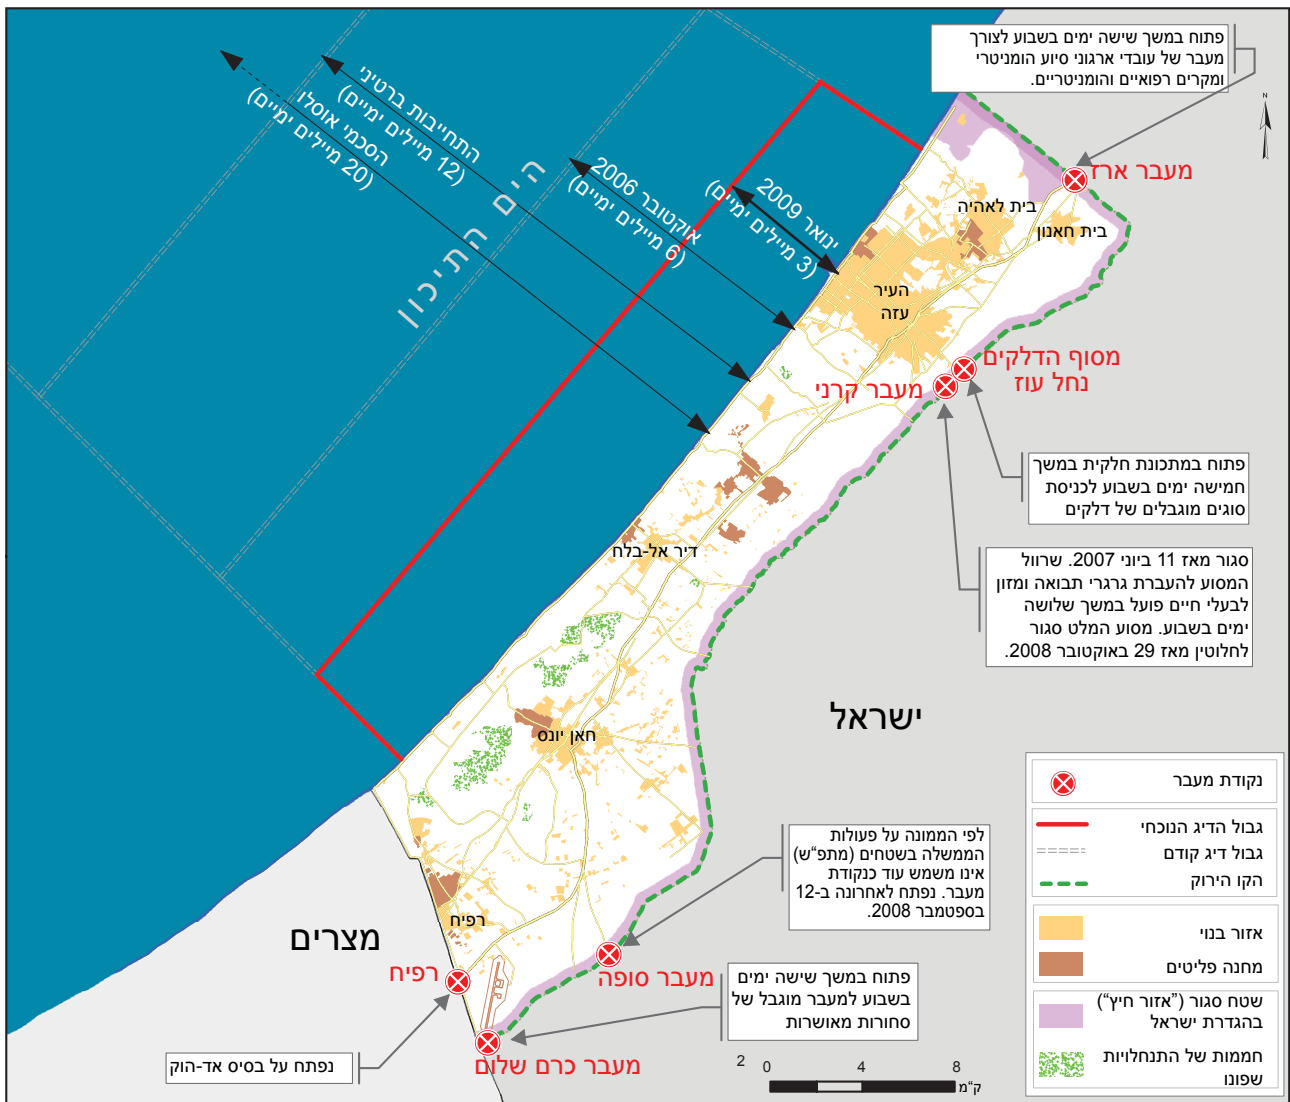 פתוח במשך שישה ימים בשבוע לצורך
מעבר של עובדי ארגוני סיוע הומניטרי
ומקרים רפואיים והומניטריים.
N
התחייבות ברטיני
(12 מיילים ימיים)
הסכמי אוסלו
(20 מיילים ימיים)
הים התיכון
אוקטובר 2006
(6 מיילים ימיים)
ינואר 2009
(3 מיילים ימיים)
מעבר ארז
בית לאהיה
בית חאנון
העיר
עזה
מסוף הדלקים
נחל עוז
מעבר קרני
פתוח במתכונת חלקית במשך
חמישה ימים בשבוע לכניסת
סוגים מוגבלים של דלקים
סגור מאז 11 ביוני 2007. שרוול
המסוע להעברת גרגרי תבואה ומזון
לבעלי חיים פועל במשך שלושה
ימים בשבוע. מסוע המלט סגור
לחלוטין מאז 29 באוקטובר 2008.
דיר אל-בלח
ישראל
חאן יונס
לפי הממונה על פעולות
הממשלה בשטחים (מתפ“ש)
אינו משמש עוד כנקודת
מעבר. נפתח לאחרונה ב-12
בספטמבר 2008.
רפיח
מצרים
רפיח
מעבר סופה
פתוח במשך שישה ימים
בשבוע למעבר מוגבל של
סחורות מאושרות
מעבר כרם שלום
נפתח על בסיס אד-הוק
נקודת מעבר
גבול הדיג הנוכחי
גבול דיג קודם
הקו הירוק
אזור בנוי
מחנה פליטים
שטח סגור (”אזור חיץ“)
בהגדרת ישראל
חממות של התנחלויות
שפונו
2 0 4 8
ק“מ